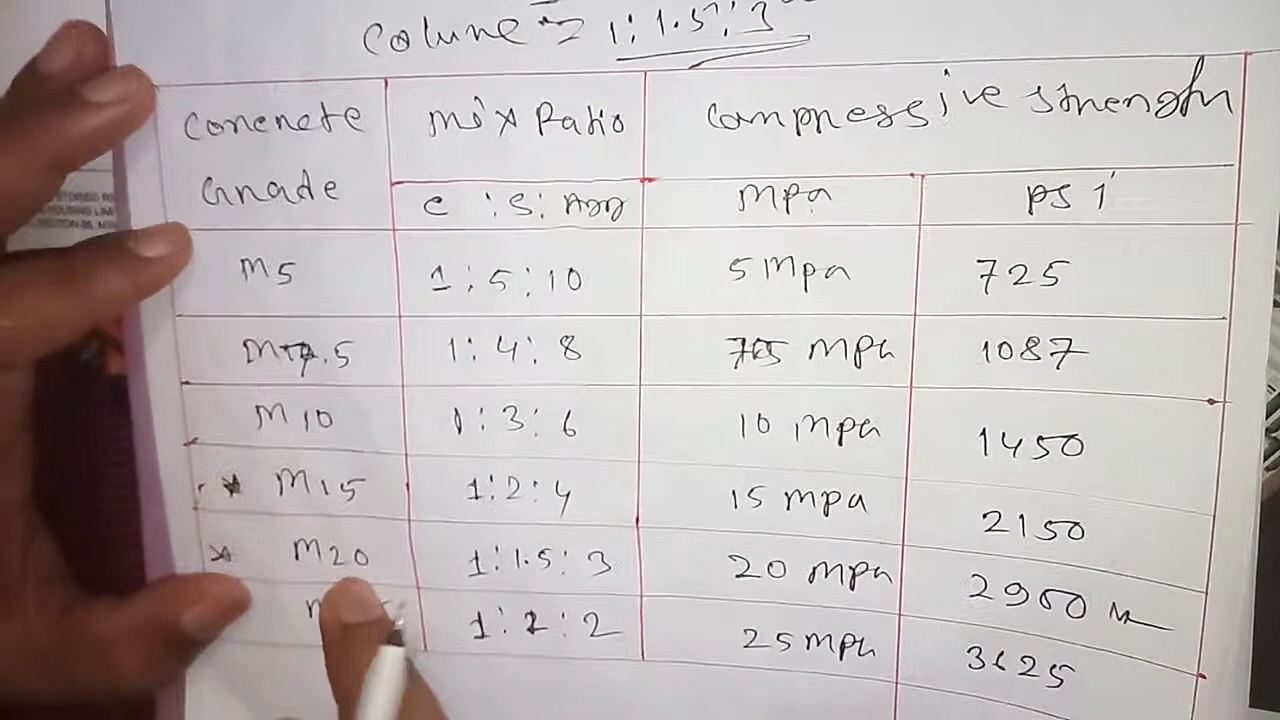 Column = 1:1.5:3
Concrete Grade | Mix Ratio | Compressive Strength
C : S : Agg | Mpa | PSI
M5 | 1:5:10 | 5 Mpa | 725
M7.5 | 1:4:8 | 7.5 Mpa | 1087
M10 | 1:3:6 | 10 mpa | 1450
M15 | 1:2:4 | 15 mpa | 2150
M20 | 1:1.5:3 | 20 mpa | 2900
1:1:2 | 25 mpa | 3625